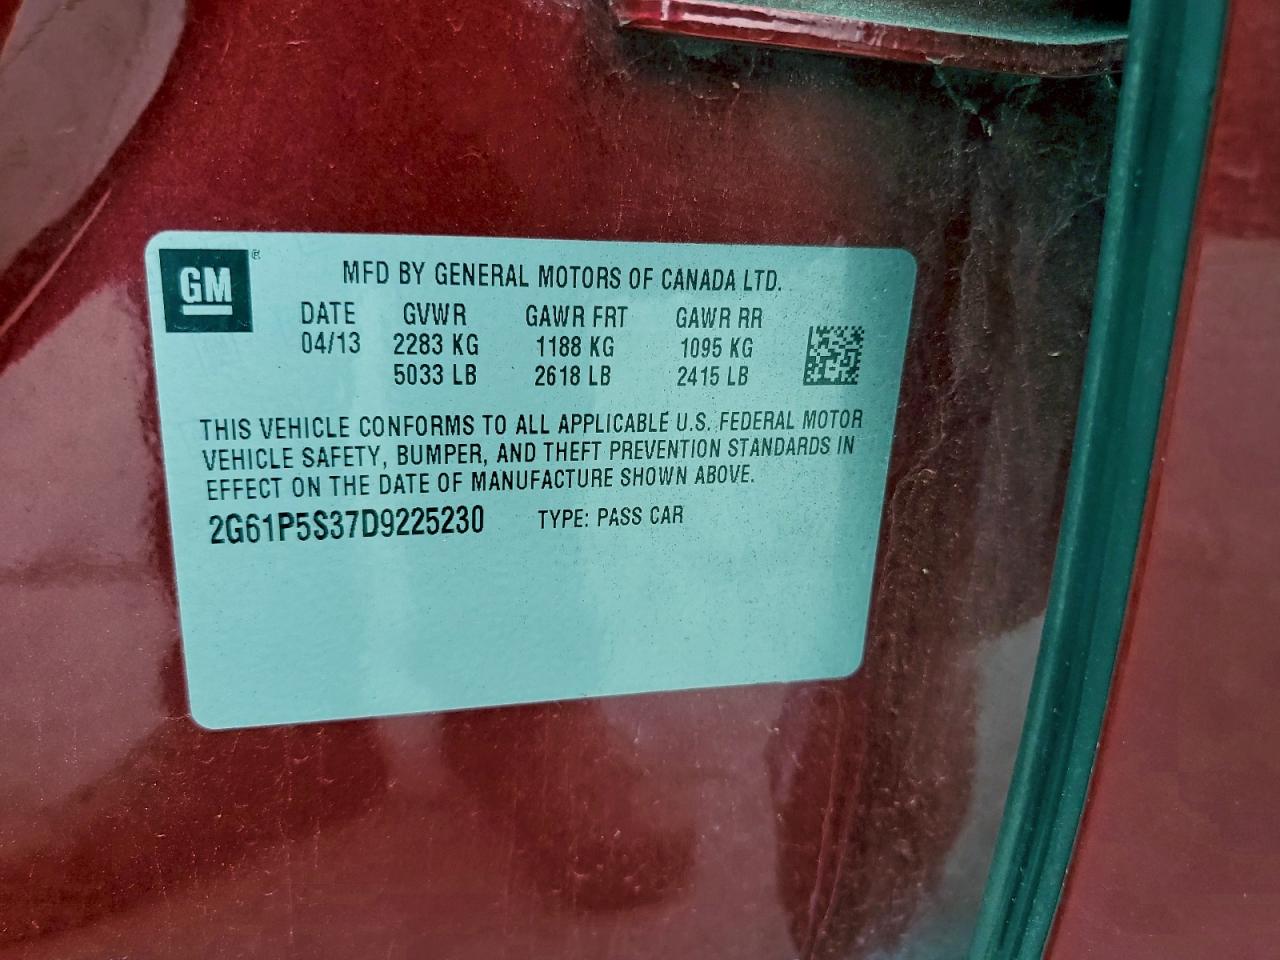 GM®
MFD BY GENERAL MOTORS OF CANADA LTD.
DATE GVWR GAWR FRT GAWR RR
04/13 2283 KG 1188 KG 1095 KG
5033 LB 2618 LB 2415 LB
THIS VEHICLE CONFORMS TO ALL APPLICABLE U.S. FEDERAL MOTOR
VEHICLE SAFETY, BUMPER, AND THEFT PREVENTION STANDARDS IN
EFFECT ON THE DATE OF MANUFACTURE SHOWN ABOVE.
2G61P5S37D9225230 TYPE: PASS CAR